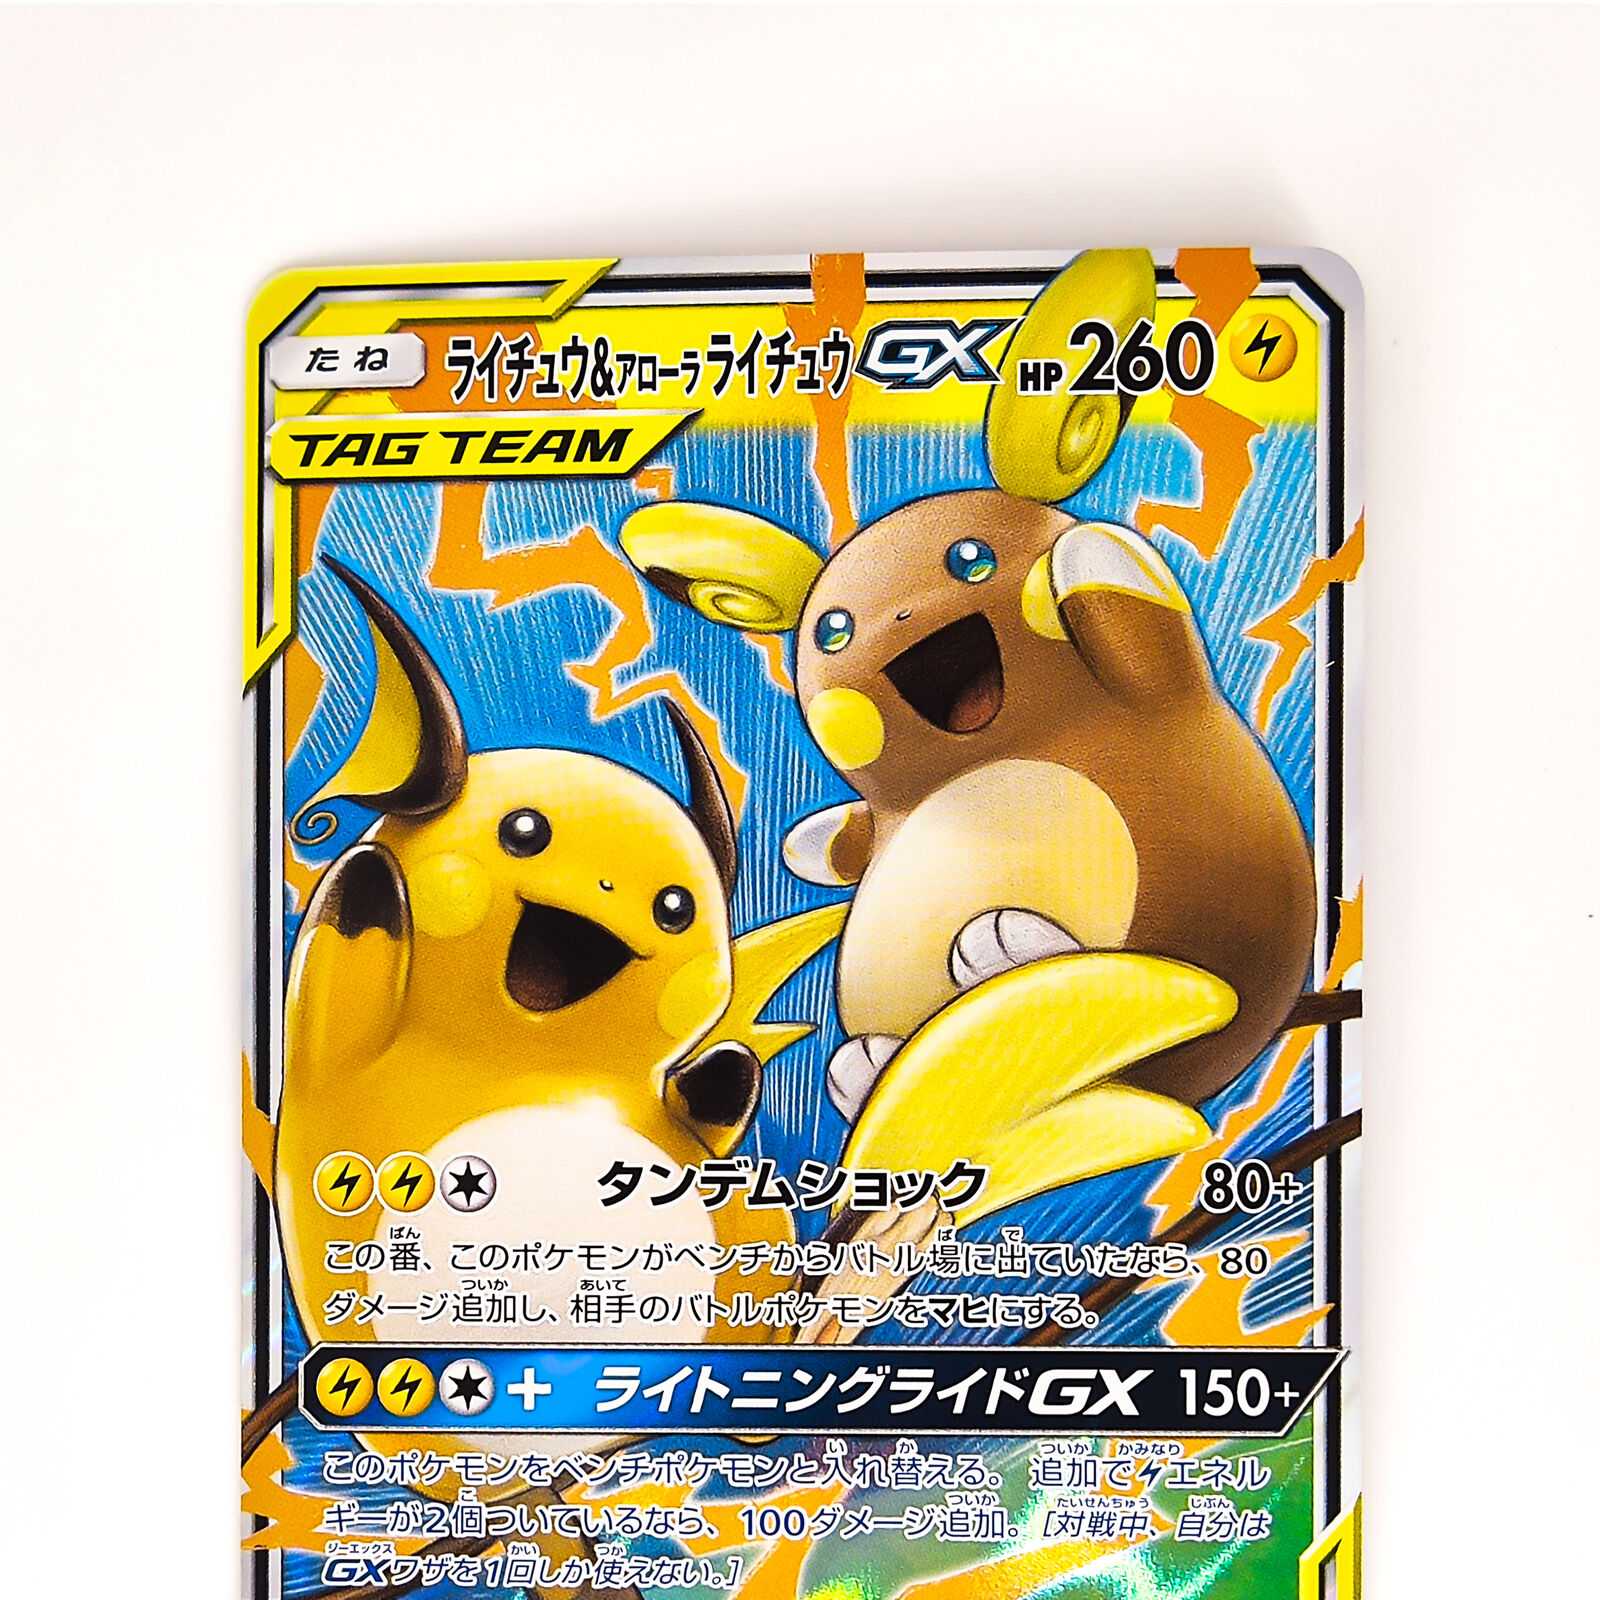 たね ライチュウ&アローラライチュウGX HP260
TAG TEAM
タンデムショック 80+
この番、このポケモンがベンチからバトル場に出ていたなら、80
ダメージ追加し、相手のバトルポケモンをマヒにする。
+ ライトニングライドGX 150+
このポケモンをベンチポケモンと入れ替える。追加でエネル
ギーが2個ついているなら、100ダメージ追加。[対戦中、自分は
GXワザを1回しか使えない。]